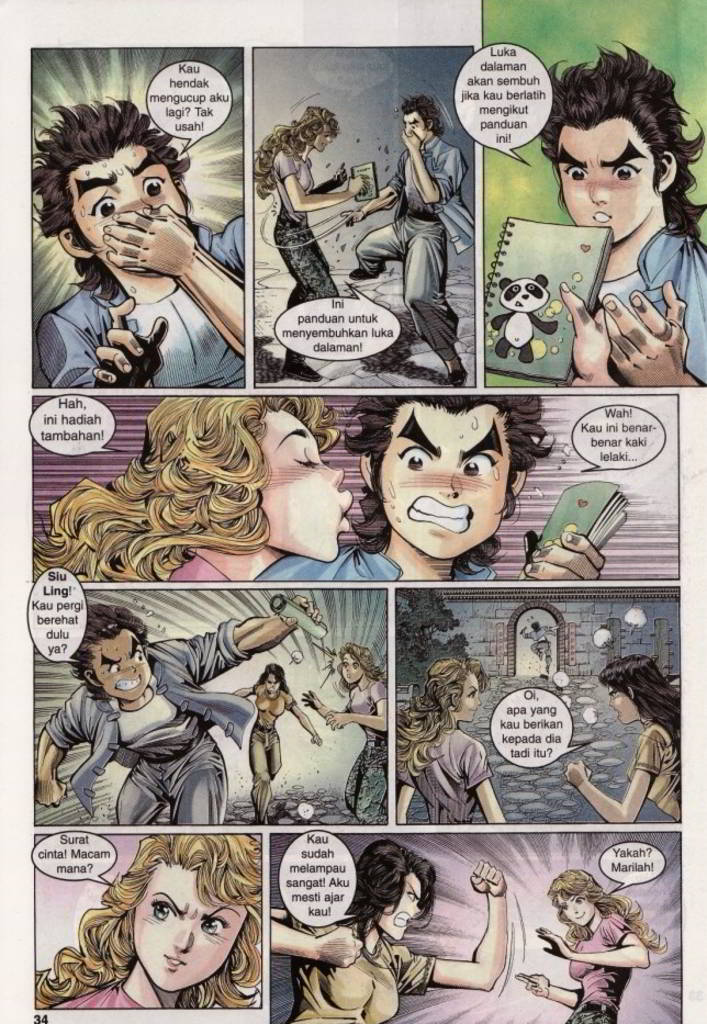 Kau
hendak
mengucup aku
lagi? Tak
usah!
Ini
panduan untuk
menyembuhkan luka
dalaman!
Luka
dalaman
akan sembuh
jika kau berlatih
mengikut
panduan
ini!
Hah,
ini hadiah
tambahan!
Wah!
Kau ini benar-
benar kaki
lelaki...
Siu
Ling!
Kau pergi
berehat
dulu
ya?
Oi,
apa yang
kau berikan
kepada dia
tadi itu?
Surat
cinta! Macam
mana?
Kau
sudah
melampau
sangat! Aku
mesti ajar
kau!
Yakah?
Marilah!
34